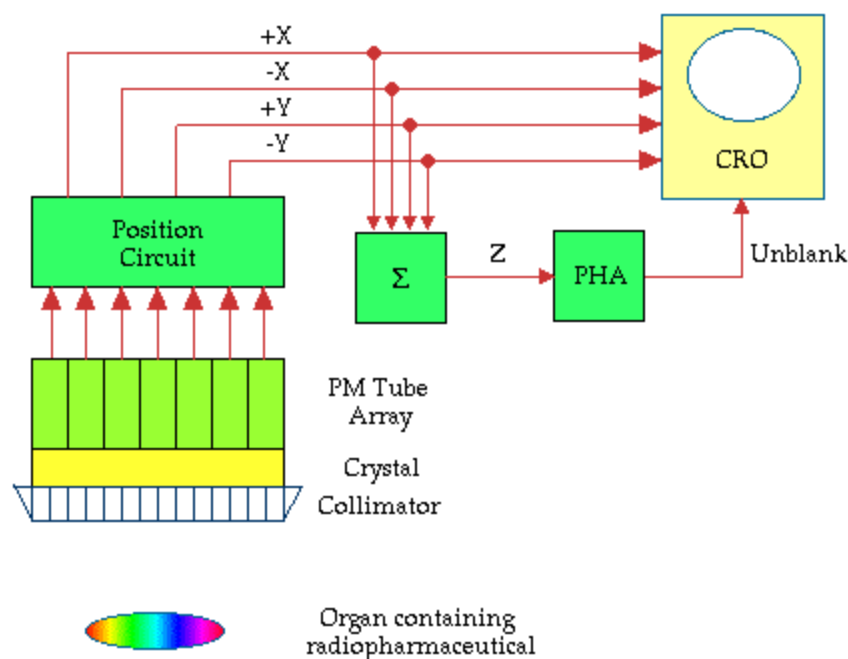 +X
-X
+Y
-Y
CRO
Position
Circuit
Σ
Z
PHA
Unblank
PM Tube
Array
Crystal
Collimator
Organ containing
radiopharmaceutical